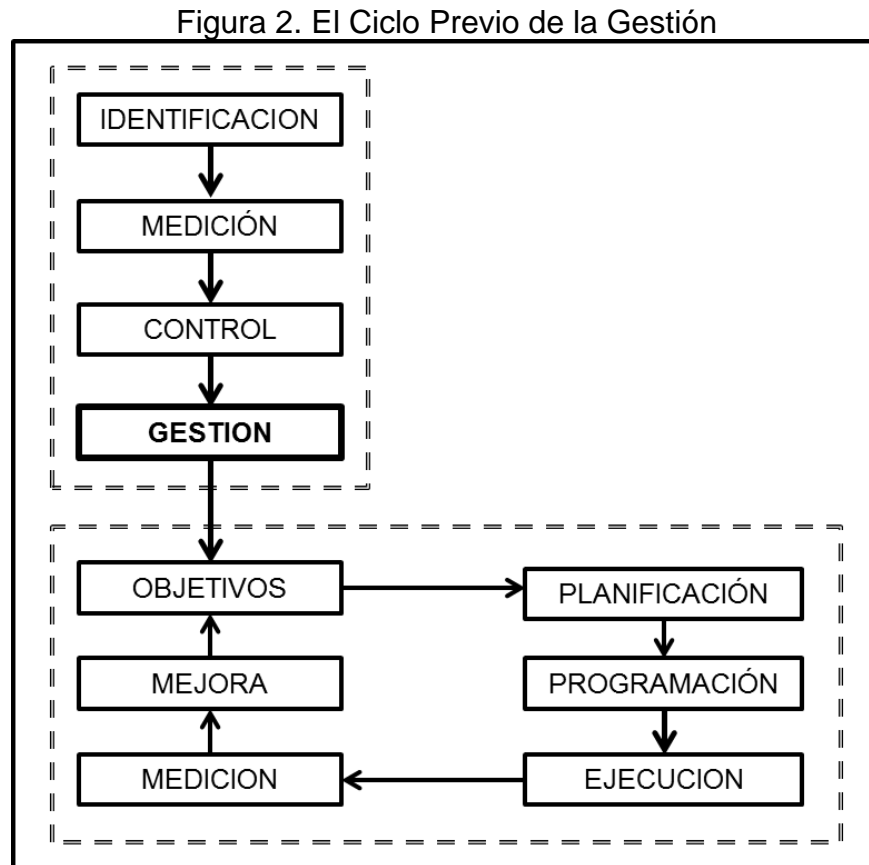 Figura 2. El Ciclo Previo de la Gestión
IDENTIFICACION
MEDICIÓN
CONTROL
GESTION
OBJETIVOS
PLANIFICACIÓN
MEJORA
PROGRAMACIÓN
MEDICION
EJECUCION